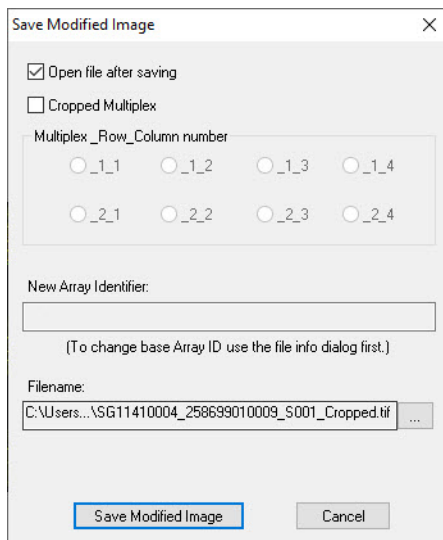 Save Modified Image
Open file after saving
Cropped Multiplex
Multiplex _Row_Column number
_1_1 _1_2 _1_3 _1_4
_2_1 _2_2 _2_3 _2_4
New Array Identifier:
(To change base Array ID use the file info dialog first.)
Filename:
C:\Users...\SG11410004_258699010009_S001_Cropped.tif ...
Save Modified Image Cancel